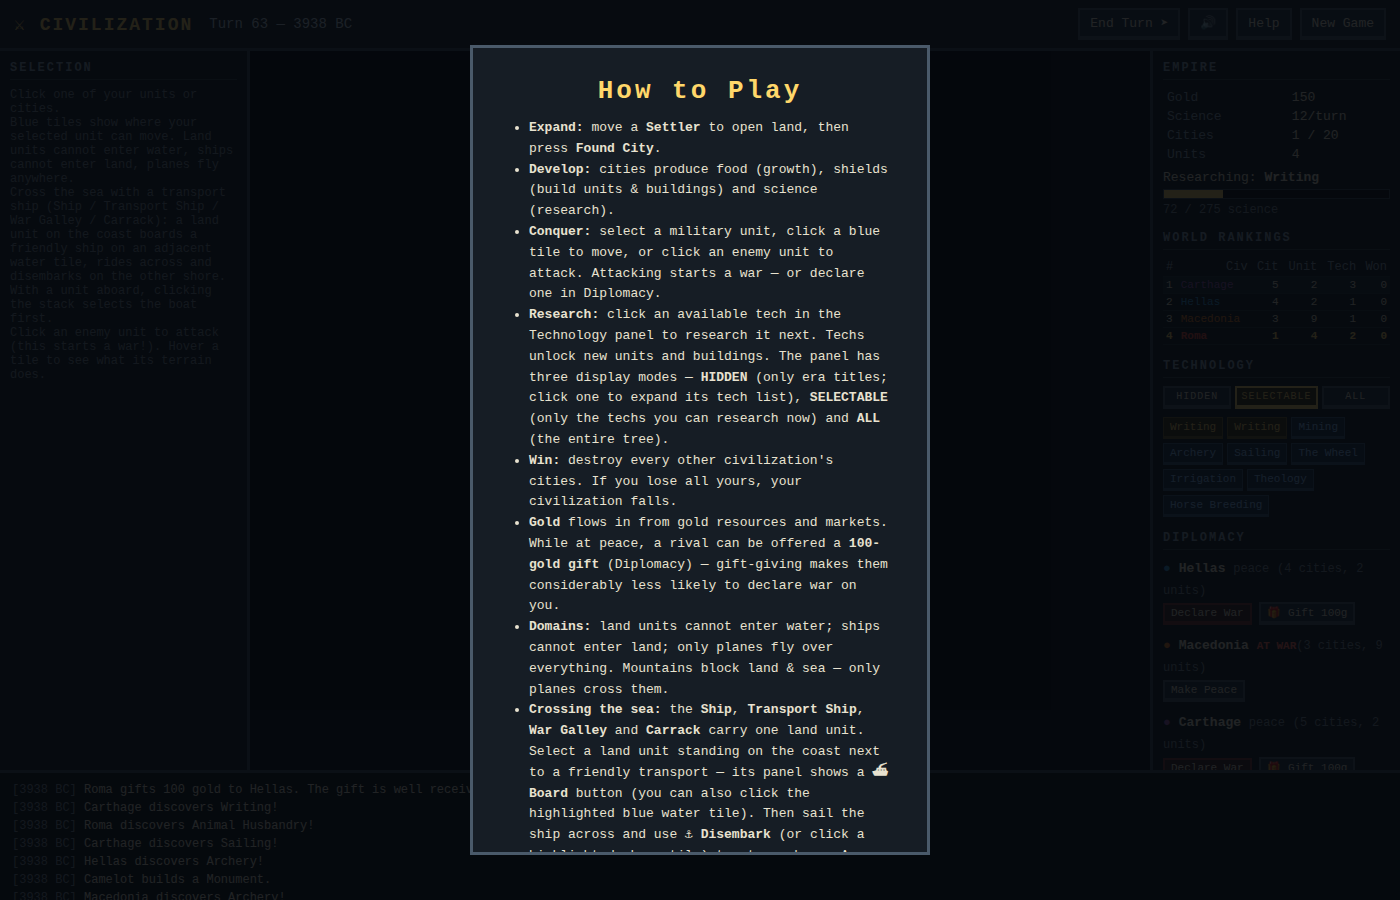 ⚔ CIVILIZATION Turn 63 — 3938 BC
End Turn ➤ 🔊 Help New Game
SELECTION
Click one of your units or
cities.
Blue tiles show where your
selected unit can move. Land
units cannot enter water, ships
cannot enter land, planes fly
anywhere.
Cross the sea with a transport
ship (Ship / Transport Ship /
War Galley / Carrack): a land
unit on the coast boards a
friendly ship on an adjacent
water tile, rides across and
disembarks on the other shore.
With a unit aboard, clicking
the stack selects the boat
first.
Click an enemy unit to attack
(this starts a war!). Hover a
tile to see what its terrain
does.
How to Play
• Expand: move a Settler to open land, then
press Found City.
• Develop: cities produce food (growth), shields
(build units & buildings) and science
(research).
• Conquer: select a military unit, click a blue
tile to move, or click an enemy unit to
attack. Attacking starts a war — or declare
one in Diplomacy.
• Research: click an available tech in the
Technology panel to research it next. Techs
unlock new units and buildings. The panel has
three display modes — HIDDEN (only era titles;
click one to expand its tech list), SELECTABLE
(only the techs you can research now) and ALL
(the entire tree).
• Win: destroy every other civilization's
cities. If you lose all yours, your
civilization falls.
• Gold flows in from gold resources and markets.
While at peace, a rival can be offered a 100-
gold gift (Diplomacy) — gift-giving makes them
considerably less likely to declare war on
you.
• Domains: land units cannot enter water; ships
cannot enter land; only planes fly over
everything. Mountains block land & sea — only
planes cross them.
• Crossing the sea: the Ship, Transport Ship,
War Galley and Carrack carry one land unit.
Select a land unit standing on the coast next
to a friendly transport — its panel shows a ⛴
Board button (you can also click the
highlighted blue water tile). Then sail the
ship across and use ⚓ Disembark (or click a
EMPIRE
Gold 150
Science 12/turn
Cities 1 / 20
Units 4
Researching: Writing
72 / 275 science
WORLD RANKINGS
# Civ Cit Unit Tech Won
1 Carthage 5 2 3 0
2 Hellas 4 2 1 0
3 Macedonia 3 9 1 0
4 Roma 1 4 2 0
TECHNOLOGY
HIDDEN SELECTABLE ALL
Writing Writing Mining
Archery Sailing The Wheel
Irrigation Theology
Horse Breeding
DIPLOMACY
● Hellas peace (4 cities, 2
units)
Declare War 🎁 Gift 100g
● Macedonia AT WAR(3 cities, 9
units)
Make Peace
● Carthage peace (5 cities, 2
units)
Declare War 🎁 Gift 100g
[3938 BC] Roma gifts 100 gold to Hellas. The gift is well
[3938 BC] Carthage discovers Writing!
[3938 BC] Roma discovers Animal Husbandry!
[3938 BC] Carthage discovers Sailing!
[3938 BC] Hellas discovers Archery!
[3938 BC] Camelot builds a Monument.
[3938 BC] Macedonia discovers Archery!